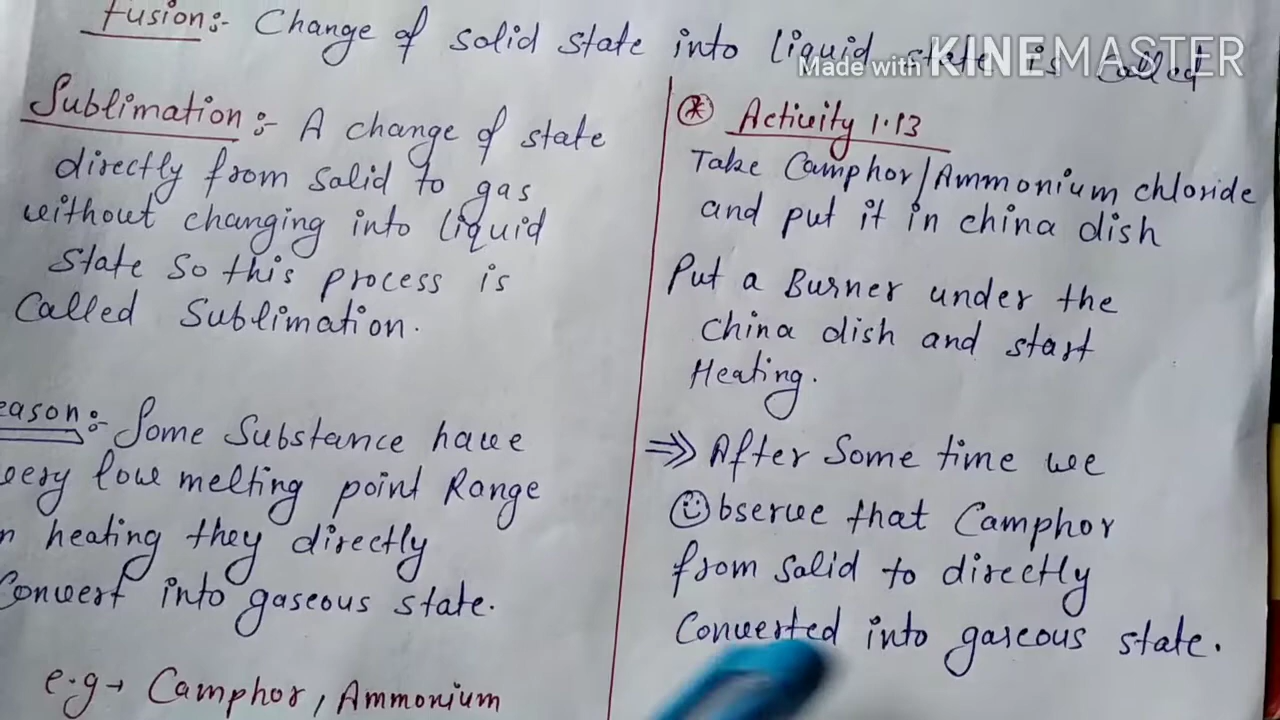 Fusion:- Change of solid state into liquid state is called
Made with KINEMASTER
Sublimation:- A change of state
directly from solid to gas
without changing into liquid
state so this process is
called Sublimation.
eason:- Some Substance have
very low melting point Range
n heating they directly
Convert into gaseous state.
e.g→ Camphor, Ammonium
* Activity 1.13
Take Camphor/Ammonium chloride
and put it in china dish
Put a Burner under the
china dish and start
Heating.
⇒ After Some time we
Observe that Camphor
from solid to directly
Converted into gaseous state.